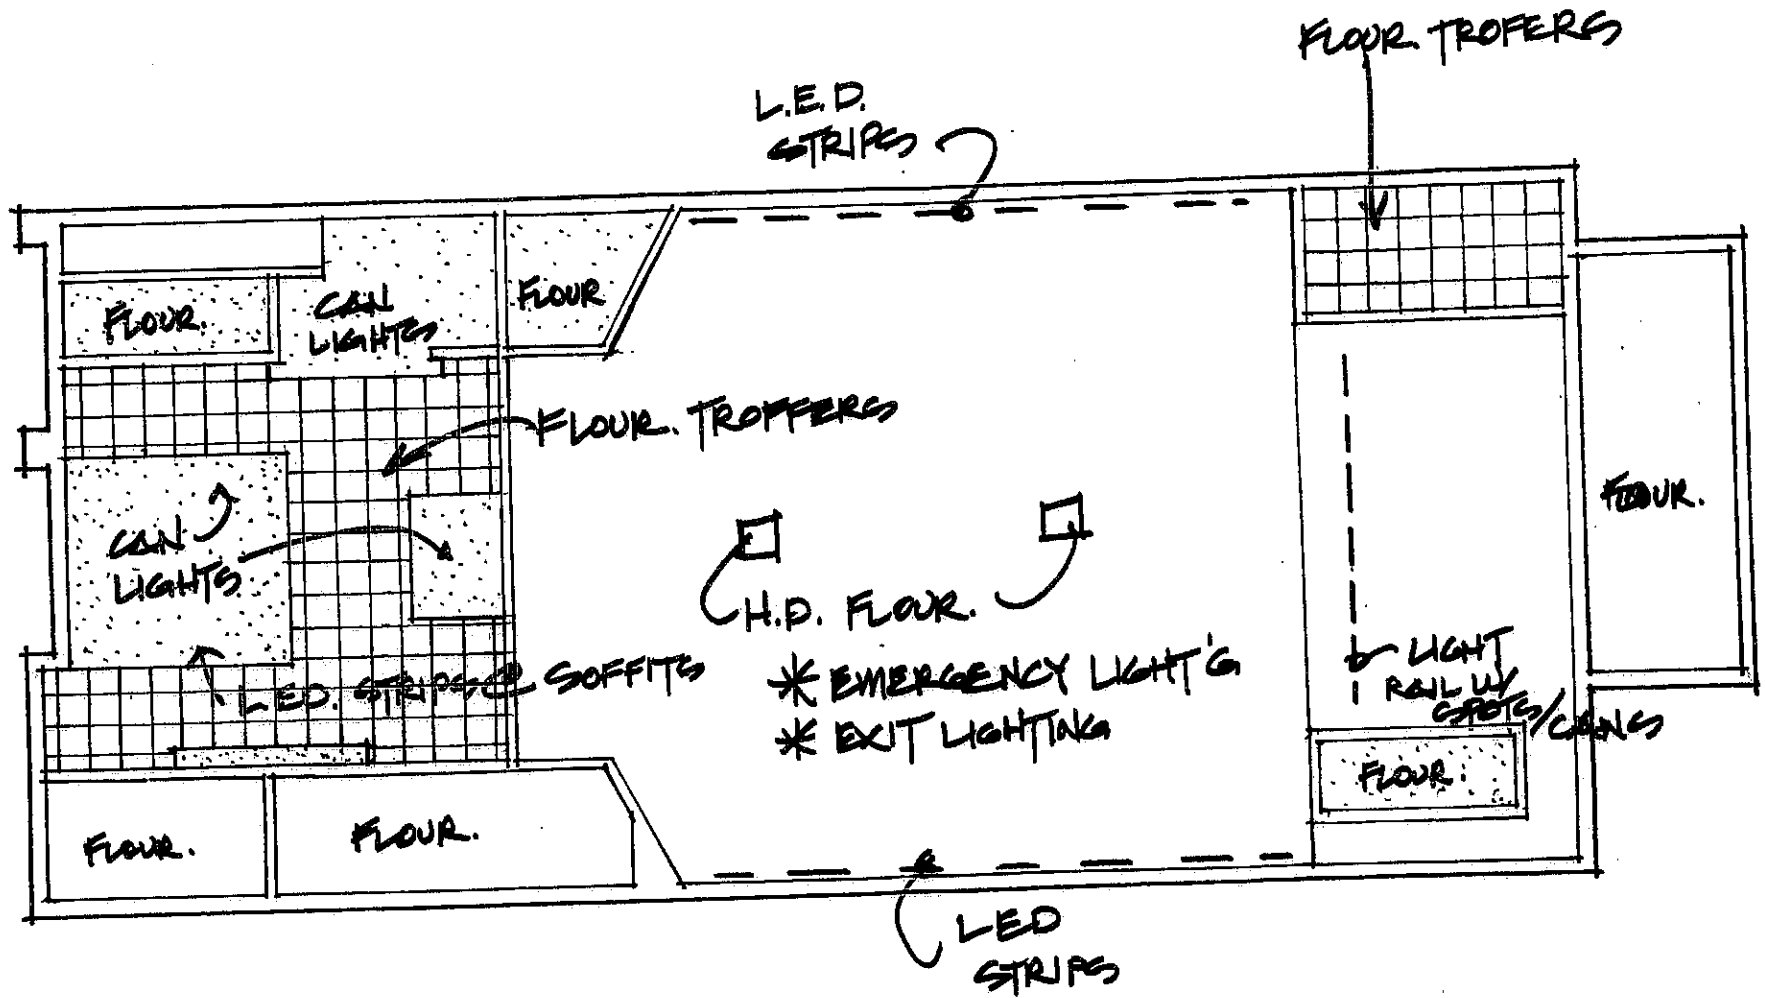 FLOUR. TROFERS
L.E.D.
STRIPS
FLOUR.
CAN
LIGHTS
FLOUR
FLOUR. TROFFERS
CAN
LIGHTS
FLOUR.
H.D. FLOUR.
L.E.D. STRIPS @ SOFFITS
* EMERGENCY LIGHT'G
* EXIT LIGHTING
LIGHT
RAIL W/
SPOTS/CANS
FLOUR.
FLOUR.
FLOUR.
LED
STRIPS